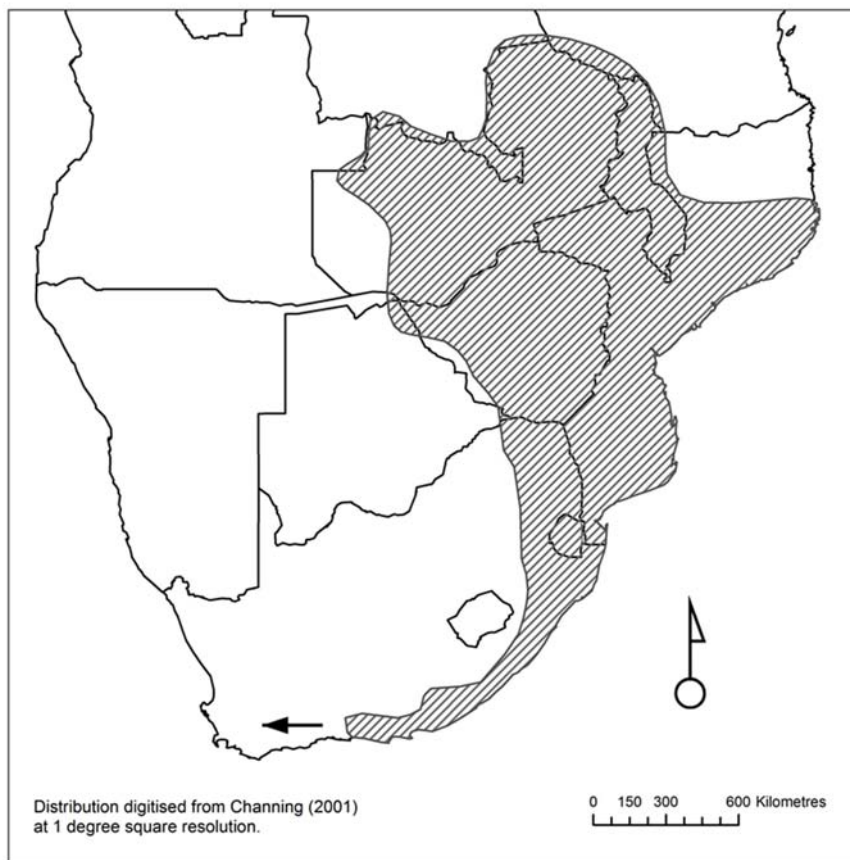 Distribution digitised from Channing (2001)
at 1 degree square resolution.
0 150 300 600 Kilometres